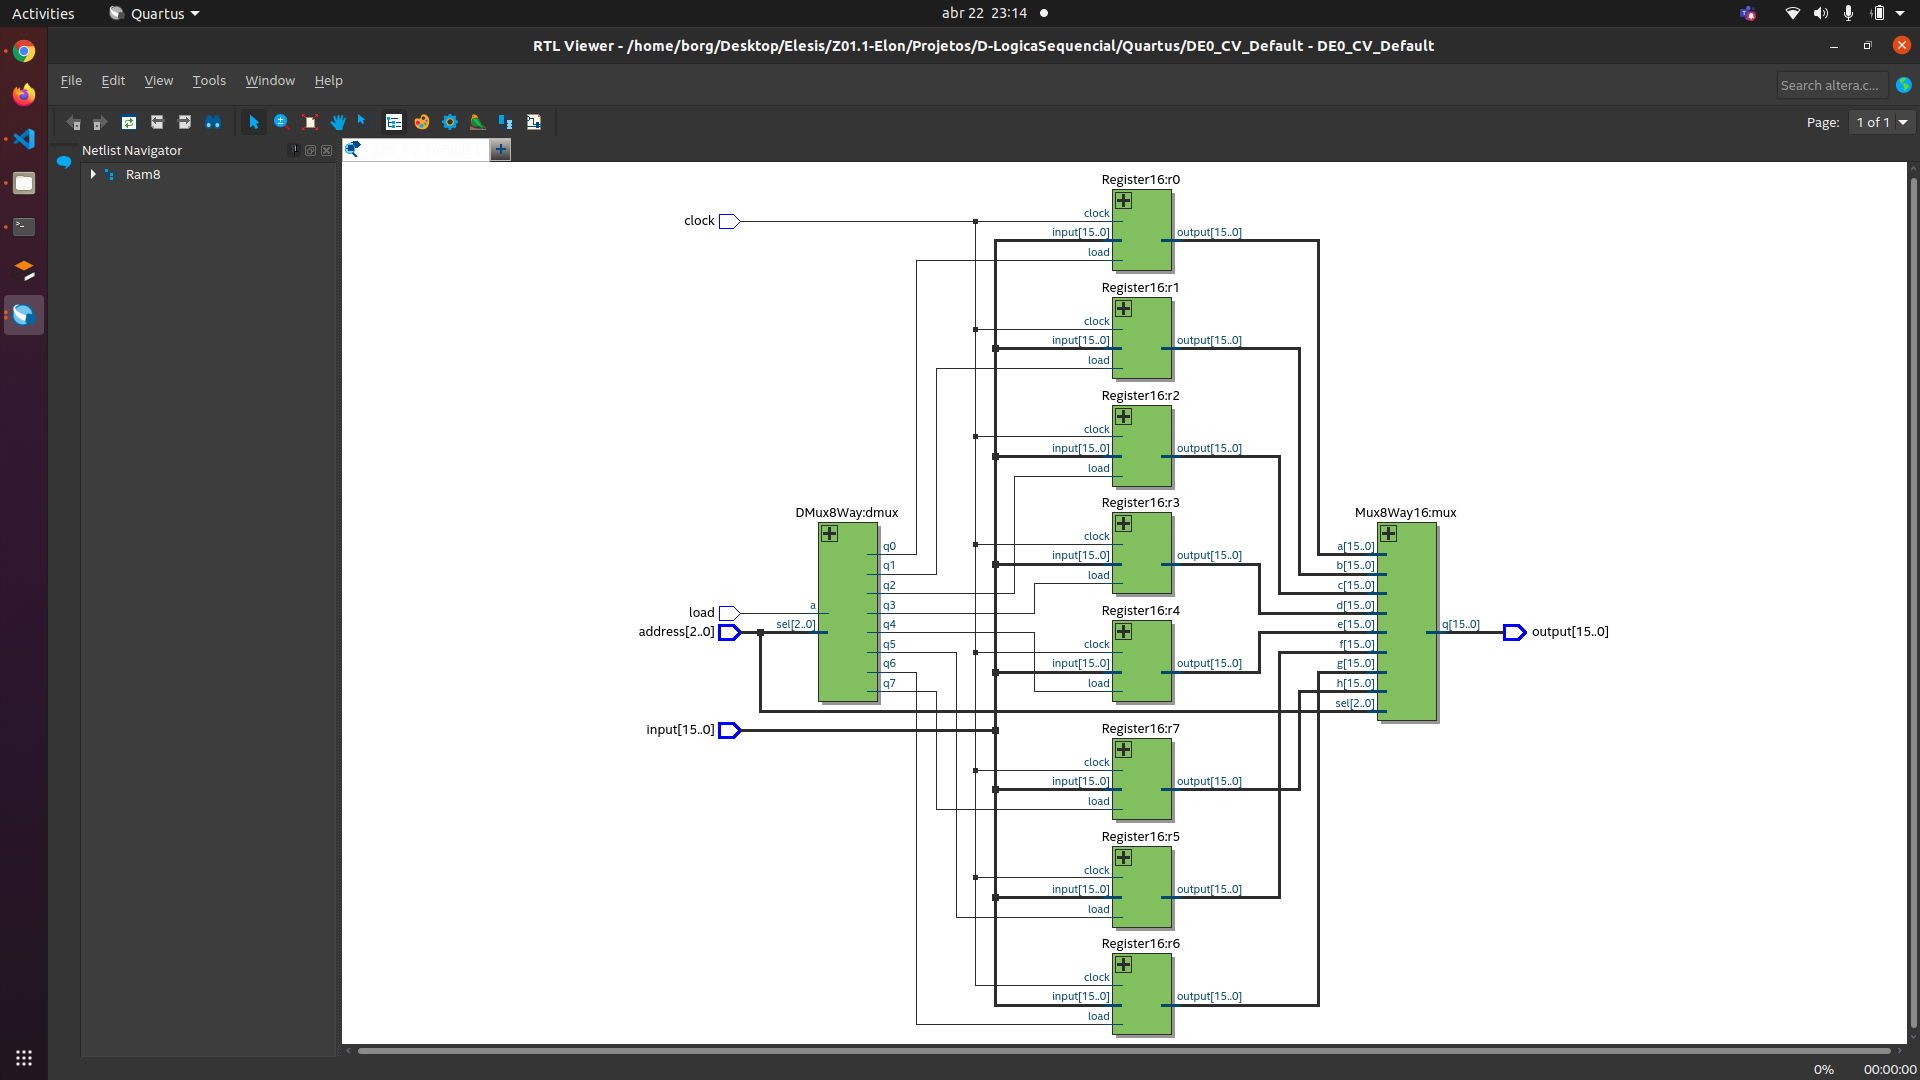 Activities
Quartus
abr 22 23:14
RTL Viewer - /home/borg/Desktop/Elesis/Z01.1-Elon/Projetos/D-LogicaSequencial/Quartus/DE0_CV_Default - DE0_CV_Default
File Edit View Tools Window Help
Search altera.c...
Page: 1 of 1
Netlist Navigator
Ram8
clock
load
address[2..0]
input[15..0]
DMux8Way:dmux
a
sel[2..0]
q0
q1
q2
q3
q4
q5
q6
q7
Register16:r0
clock
input[15..0]
load
output[15..0]
Register16:r1
clock
input[15..0]
load
output[15..0]
Register16:r2
clock
input[15..0]
load
output[15..0]
Register16:r3
clock
input[15..0]
load
output[15..0]
Register16:r4
clock
input[15..0]
load
output[15..0]
Register16:r7
clock
input[15..0]
load
output[15..0]
Register16:r5
clock
input[15..0]
load
output[15..0]
Register16:r6
clock
input[15..0]
load
output[15..0]
Mux8Way16:mux
a[15..0]
b[15..0]
c[15..0]
d[15..0]
e[15..0]
f[15..0]
g[15..0]
h[15..0]
sel[2..0]
q[15..0]
output[15..0]
0% 00:00:00